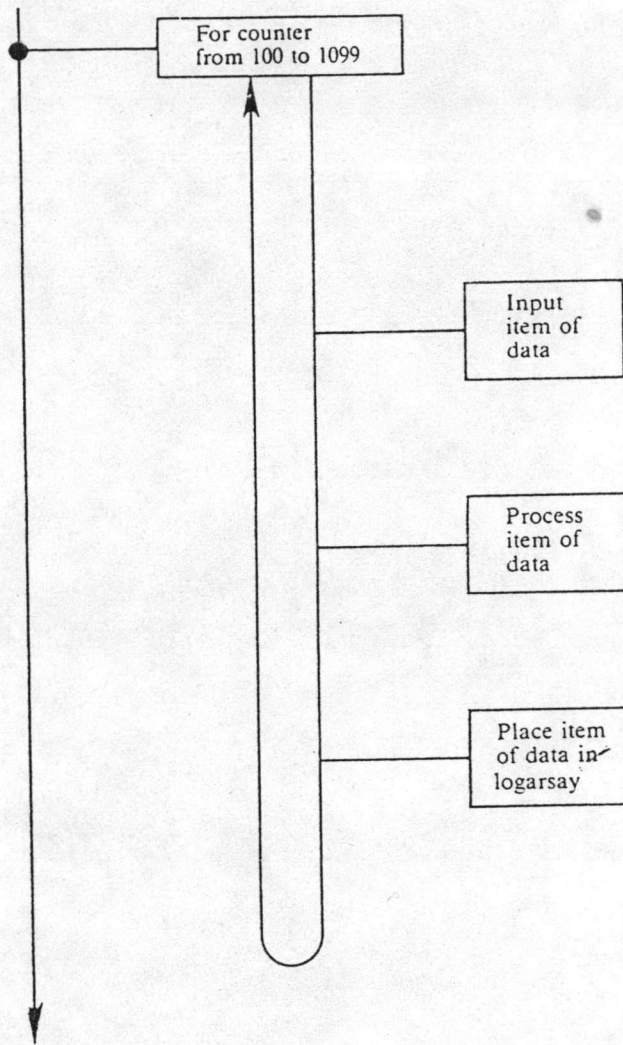 For counter
from 100 to 1099
Input
item of
data
Process
item of
data
Place item
of data in
logarsay